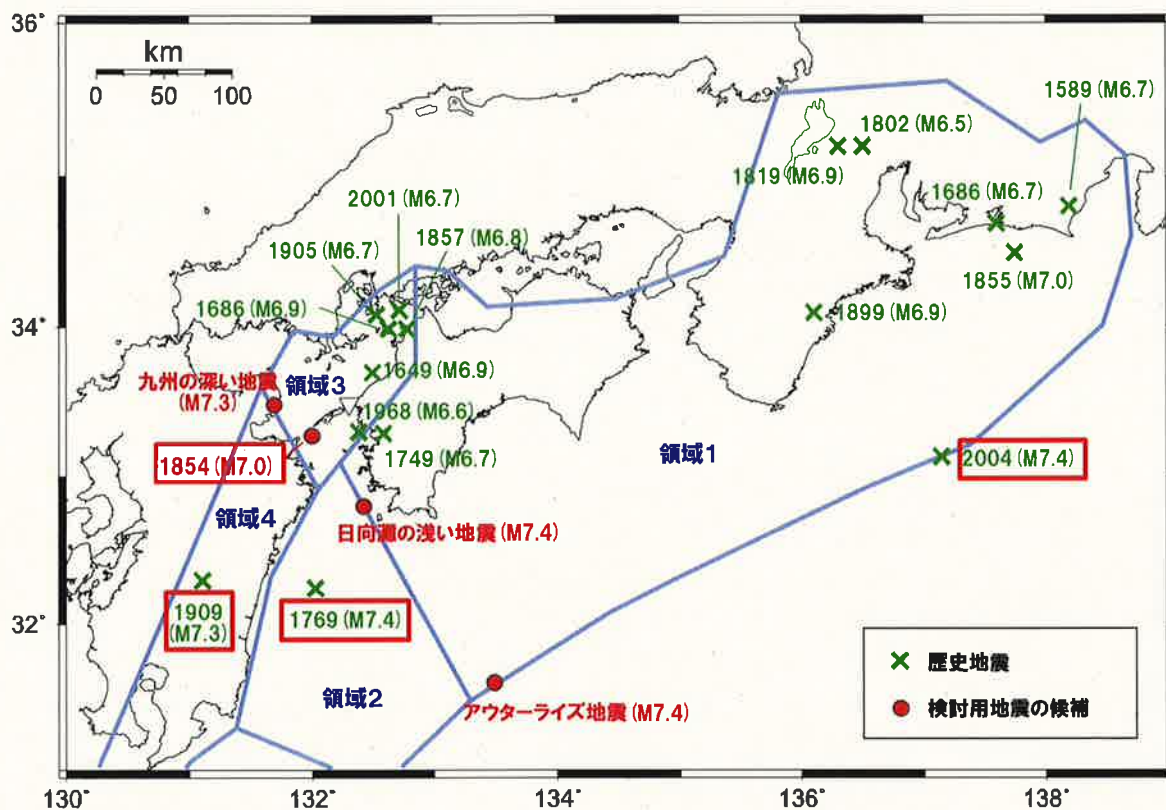 36°
km
0 50 100
1589 (M6.7)
1802 (M6.5)
1819 (M6.9)
2001 (M6.7)
1686 (M6.7)
1905 (M6.7)
1857 (M6.8)
1855 (M7.0)
1686 (M6.9)
34°
1899 (M6.9)
九州の深い地震
(M7.3)
領域3
1649 (M6.9)
1968 (M6.6)
1854 (M7.0)
1749 (M6.7)
領域1
2004 (M7.4)
領域4
日向灘の浅い地震 (M7.4)
1909
(M7.3)
1769 (M7.4)
32°
領域2
アウターライズ地震 (M7.4)
歴史地震
検討用地震の候補
130° 132° 134° 136° 138°